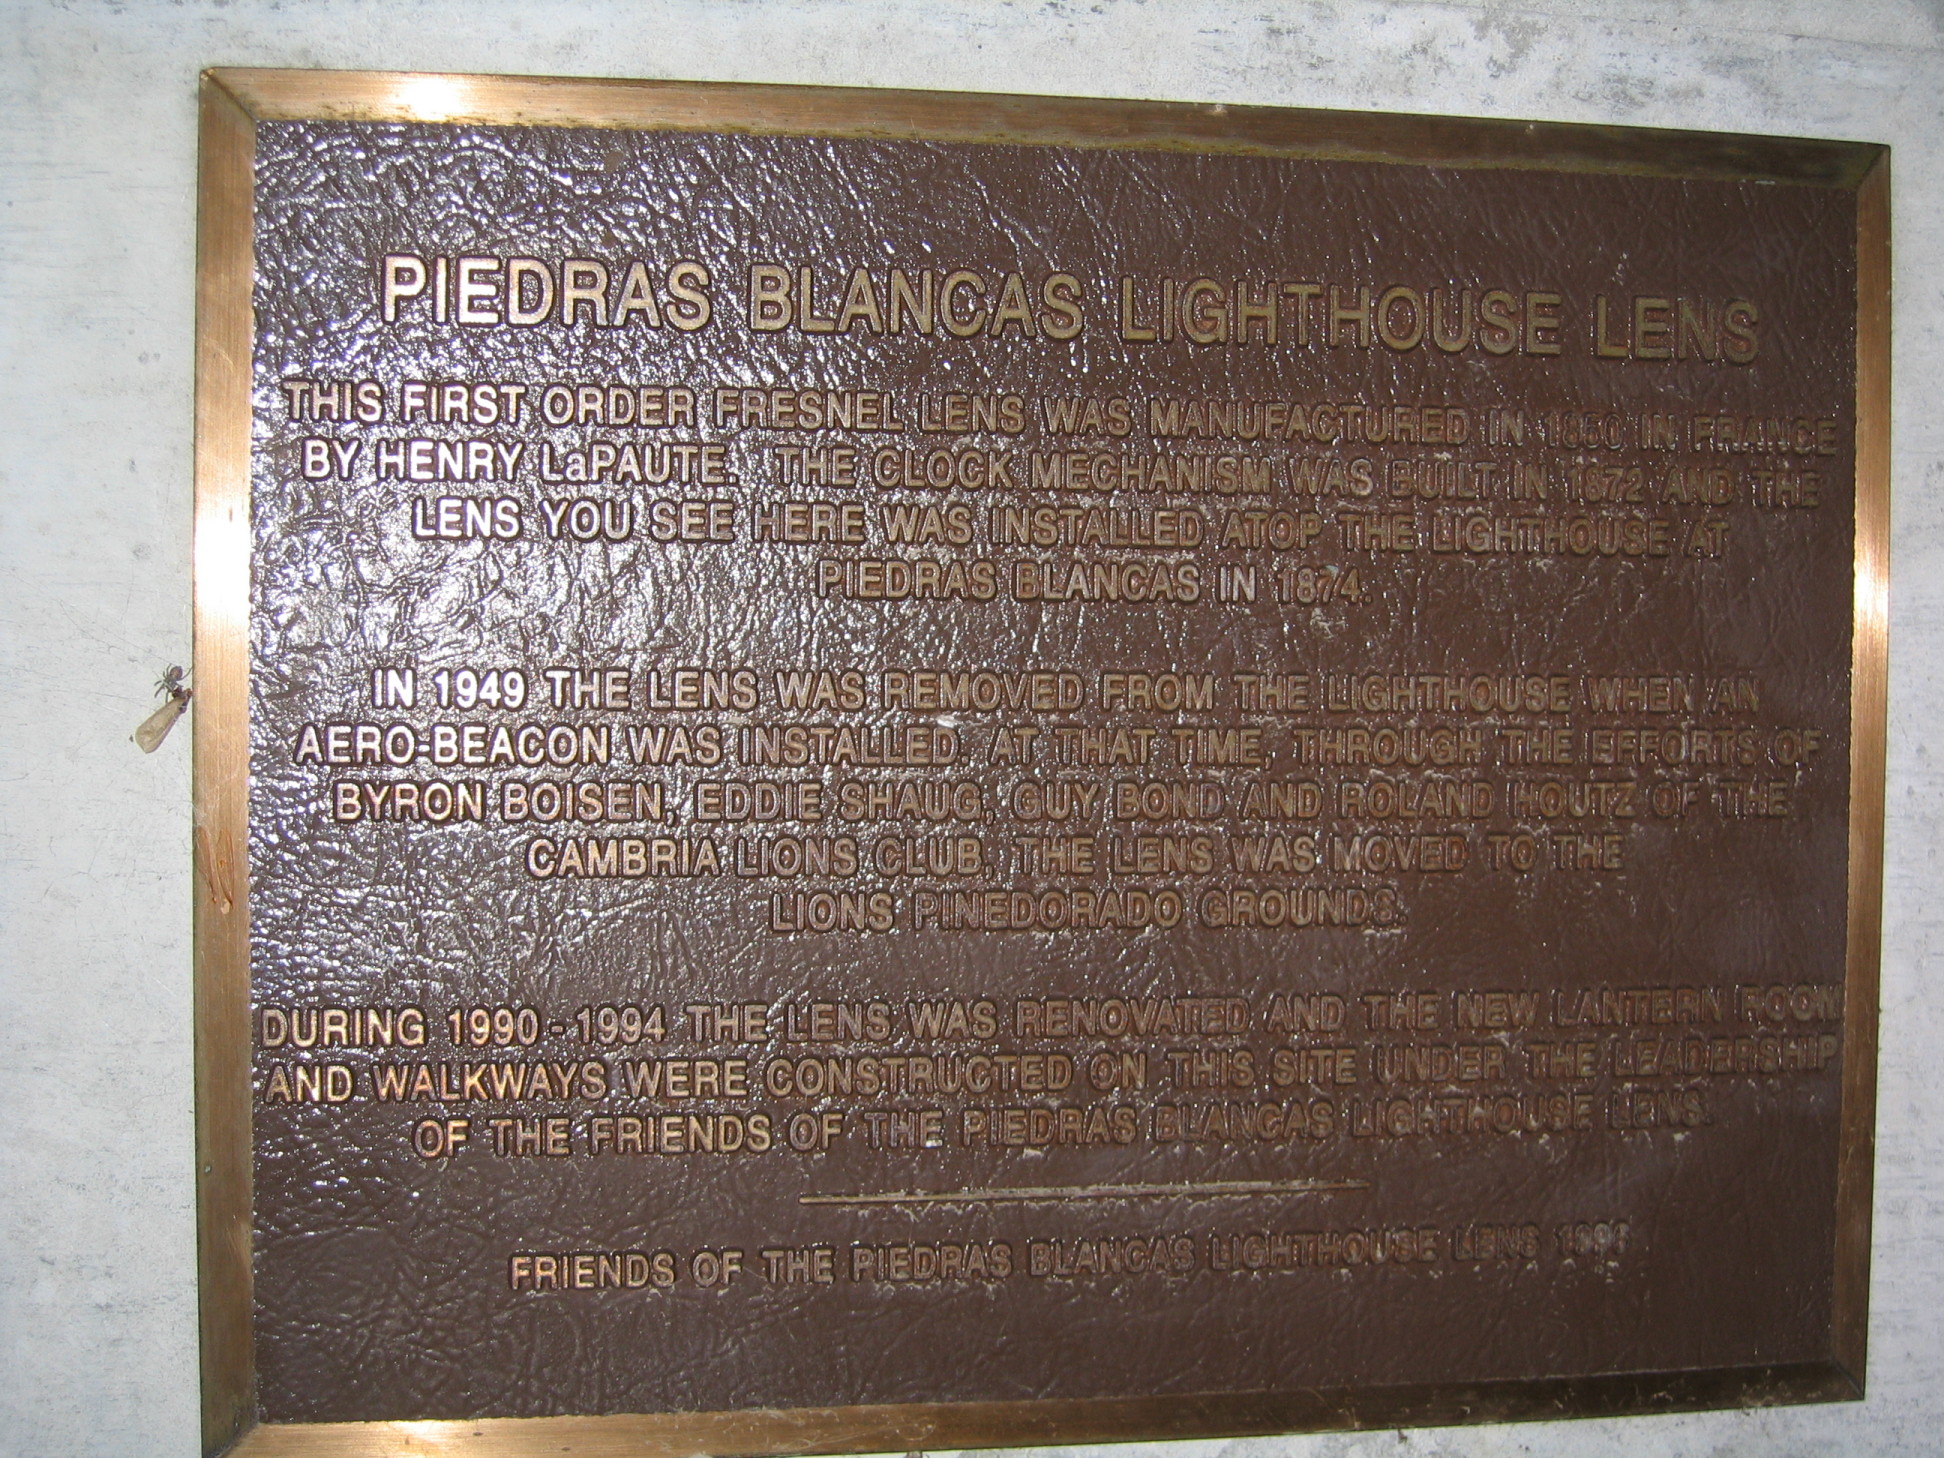 PIEDRAS BLANCAS LIGHTHOUSE LENS
THIS FIRST ORDER FRESNEL LENS WAS MANUFACTURED IN 1850 IN FRANCE
BY HENRY LaPAUTE. THE CLOCK MECHANISM WAS BUILT IN 1872 AND THE
LENS YOU SEE HERE WAS INSTALLED ATOP THE LIGHTHOUSE AT
PIEDRAS BLANCAS IN 1874.
IN 1949 THE LENS WAS REMOVED FROM THE LIGHTHOUSE WHEN AN
AERO-BEACON WAS INSTALLED. AT THAT TIME, THROUGH THE EFFORTS OF
BYRON BOISEN, EDDIE SHAUG, GUY BOND AND ROLAND HOUTZ OF THE
CAMBRIA LIONS CLUB, THE LENS WAS MOVED TO THE
LIONS PINEDORADO GROUNDS.
DURING 1990 - 1994 THE LENS WAS RENOVATED AND THE NEW LANTERN ROOM
AND WALKWAYS WERE CONSTRUCTED ON THIS SITE UNDER THE LEADERSHIP
OF THE FRIENDS OF THE PIEDRAS BLANCAS LIGHTHOUSE LENS.
FRIENDS OF THE PIEDRAS BLANCAS LIGHTHOUSE LENS